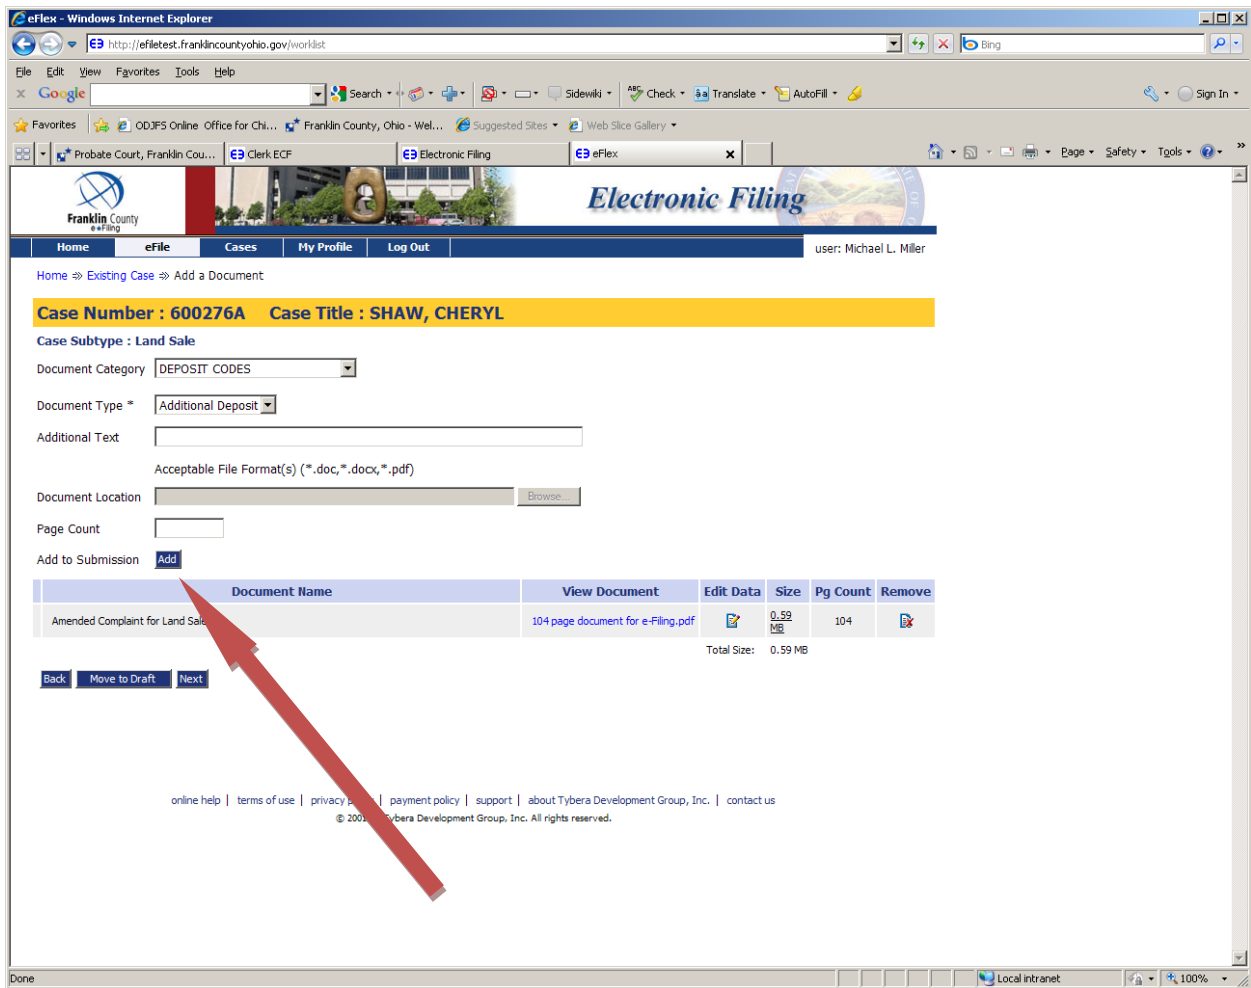 eFlex - Windows Internet Explorer
http://efiletest.franklincountyohio.gov/worklist
Bing
File Edit View Favorites Tools Help
x Google Search Sidewiki ABC Check Translate AutoFill Sign In
Favorites ODJFS Online Office for Chi... Franklin County, Ohio - Wel... Suggested Sites Web Slice Gallery
Probate Court, Franklin Cou... Clerk ECF Electronic Filing eFlex Page Safety Tools »
Franklin County
e-Filing
Electronic Filing
Home eFile Cases My Profile Log Out user: Michael L. Miller
Home ⇒ Existing Case ⇒ Add a Document
Case Number : 600276A Case Title : SHAW, CHERYL
Case Subtype : Land Sale
Document Category DEPOSIT CODES
Document Type * Additional Deposit
Additional Text
Acceptable File Format(s) (*.doc,*.docx,*.pdf)
Document Location Browse...
Page Count
Add to Submission Add
Document Name View Document Edit Data Size Pg Count Remove
Amended Complaint for Land Sale 104 page document for e-Filing.pdf 0.59 MB 104
Total Size: 0.59 MB
Back Move to Draft Next
online help | terms of use | privacy | payment policy | support | about Tybera Development Group, Inc. | contact us
© Tybera Development Group, Inc. All rights reserved.
Done Local intranet 100%